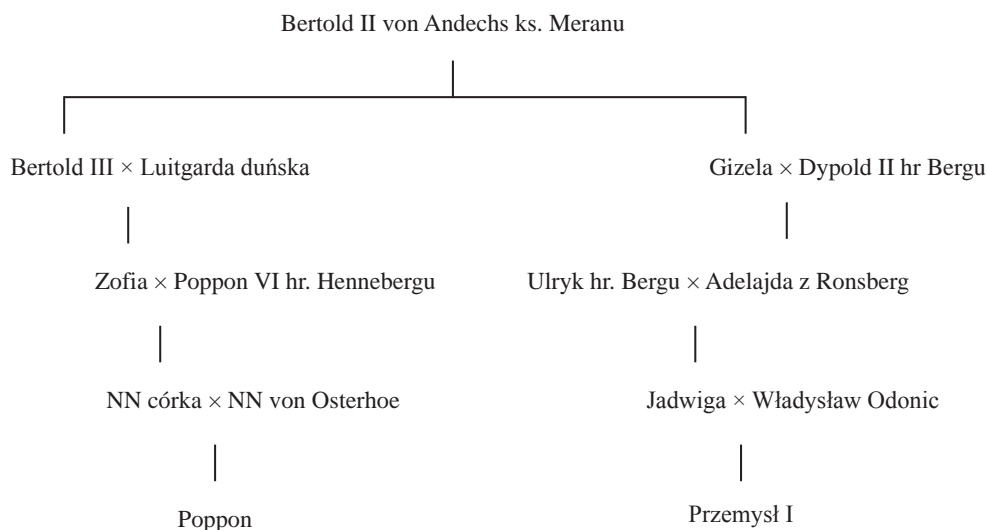 Bertold II von Andechs ks. Meranu
Bertold III × Luitgarda duńska
Gizela × Dypold II hr Bergu
Zofia × Poppon VI hr. Hennebergu
Ulryk hr. Bergu × Adelajda z Ronsberg
NN córka × NN von Osterhoe
Jadwiga × Władysław Odonic
Poppon
Przemysł I